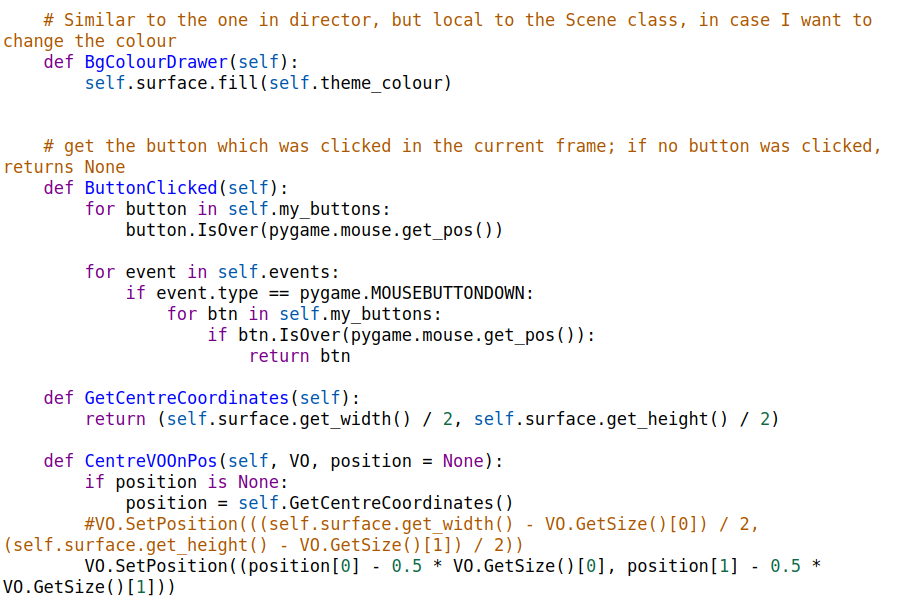 # Similar to the one in director, but local to the Scene class, in case I want to
change the colour
    def BgColourDrawer(self):
        self.surface.fill(self.theme_colour)


    # get the button which was clicked in the current frame; if no button was clicked,
returns None
    def ButtonClicked(self):
        for button in self.my_buttons:
            button.IsOver(pygame.mouse.get_pos())

        for event in self.events:
            if event.type == pygame.MOUSEBUTTONDOWN:
                for btn in self.my_buttons:
                    if btn.IsOver(pygame.mouse.get_pos()):
                        return btn

    def GetCentreCoordinates(self):
        return (self.surface.get_width() / 2, self.surface.get_height() / 2)

    def CentreVOOnPos(self, VO, position = None):
        if position is None:
            position = self.GetCentreCoordinates()
        #VO.SetPosition(((self.surface.get_width() - VO.GetSize()[0]) / 2,
(self.surface.get_height() - VO.GetSize()[1]) / 2))
        VO.SetPosition((position[0] - 0.5 * VO.GetSize()[0], position[1] - 0.5 *
VO.GetSize()[1]))